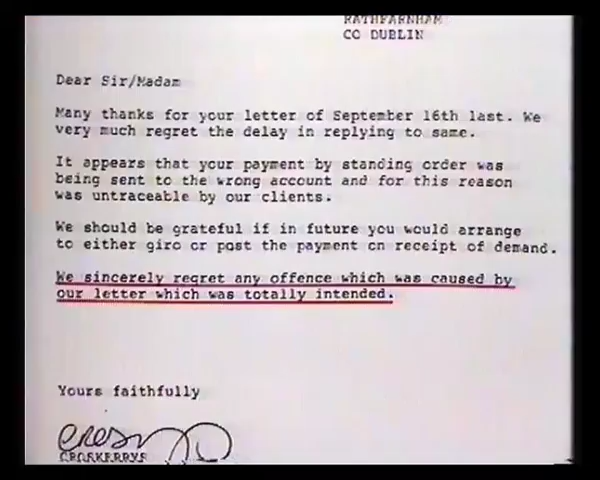 RATHFARNHAM
CO DUBLIN
Dear Sir/Madam
Many thanks for your letter of September 16th last. We
very much regret the delay in replying to same.
It appears that your payment by standing order was
being sent to the wrong account and for this reason
was untraceable by our clients.
We should be grateful if in future you would arrange
to either giro or post the payment on receipt of demand.
We sincerely regret any offence which was caused by
our letter which was totally intended.
Yours faithfully
CROSKERRYS